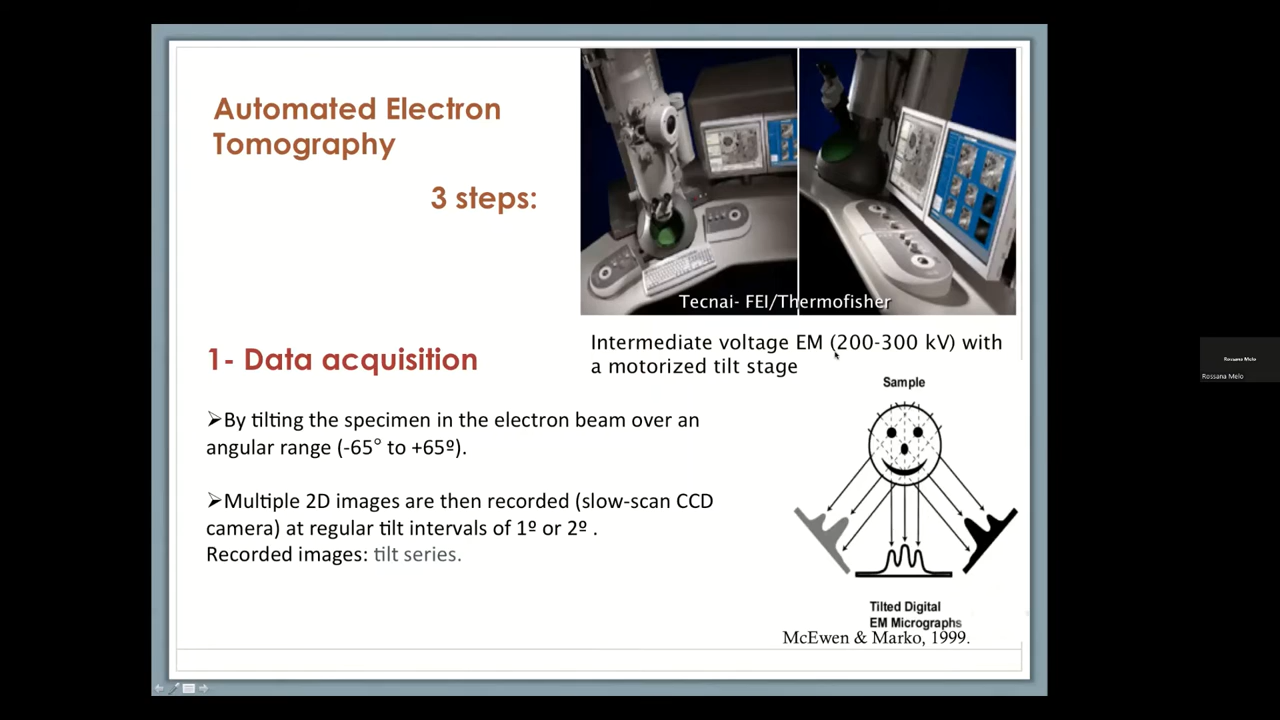 Automated Electron
Tomography
3 steps:
Tecnai- FEI/Thermofisher
Intermediate voltage EM (200-300 kV) with
a motorized tilt stage
1- Data acquisition
➢By tilting the specimen in the electron beam over an
angular range (-65° to +65º).
➢Multiple 2D images are then recorded (slow-scan CCD
camera) at regular tilt intervals of 1º or 2º .
Recorded images: tilt series.
Sample
Tilted Digital
EM Micrographs
McEwen & Marko, 1999.
Rossana Melo
Rossana Melo